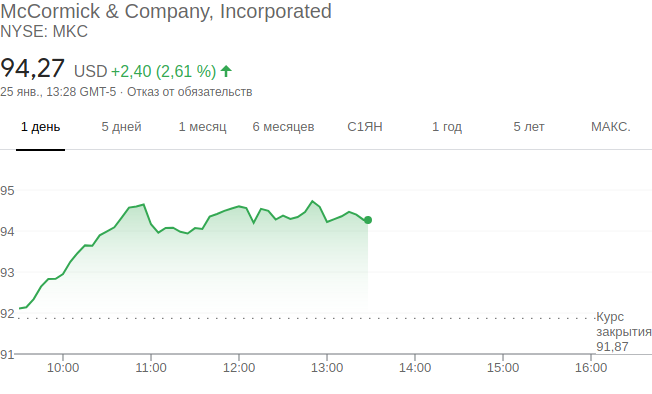 McCormick & Company, Incorporated
NYSE: MKC
94,27 USD +2,40 (2,61 %)
25 янв., 13:28 GMT-5 · Отказ от обязательств
1 день 5 дней 1 месяц 6 месяцев С1ЯН 1 год 5 лет МАКС.
95
94
93
92
Курс
закрытия
91,87
91
10:00 11:00 12:00 13:00 14:00 15:00 16:00